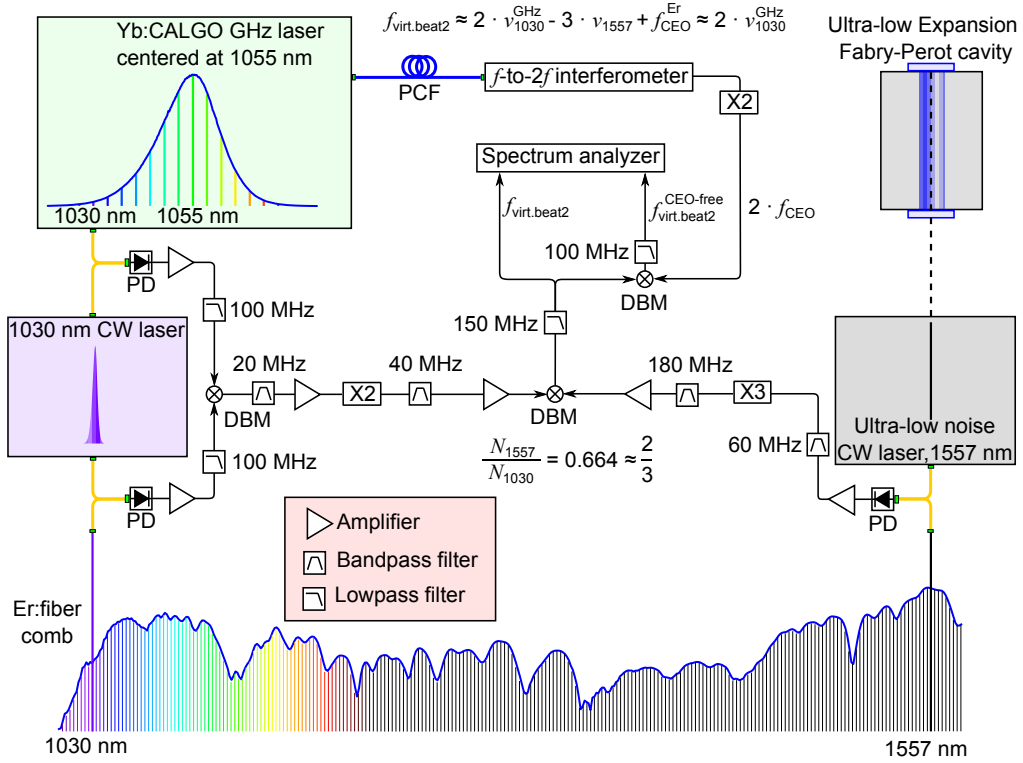 f_virt.beat2 ≈ 2 · ν_1030^GHz - 3 · ν_1557 + f_CEO^Er ≈ 2 · ν_1030^GHz
Yb:CALGO GHz laser
centered at 1055 nm
1030 nm
1055 nm
PCF
f-to-2f interferometer
X2
Ultra-low Expansion
Fabry-Perot cavity
Spectrum analyzer
f_virt.beat2
f_virt.beat2^CEO-free
2 · f_CEO
100 MHz
DBM
150 MHz
PD
100 MHz
1030 nm CW laser
20 MHz
DBM
X2
40 MHz
DBM
180 MHz
X3
60 MHz
Ultra-low noise
CW laser,1557 nm
PD
100 MHz
PD
N_1557
N_1030
= 0.664 ≈
2
3
Amplifier
Bandpass filter
Lowpass filter
Er:fiber
comb
1030 nm
1557 nm